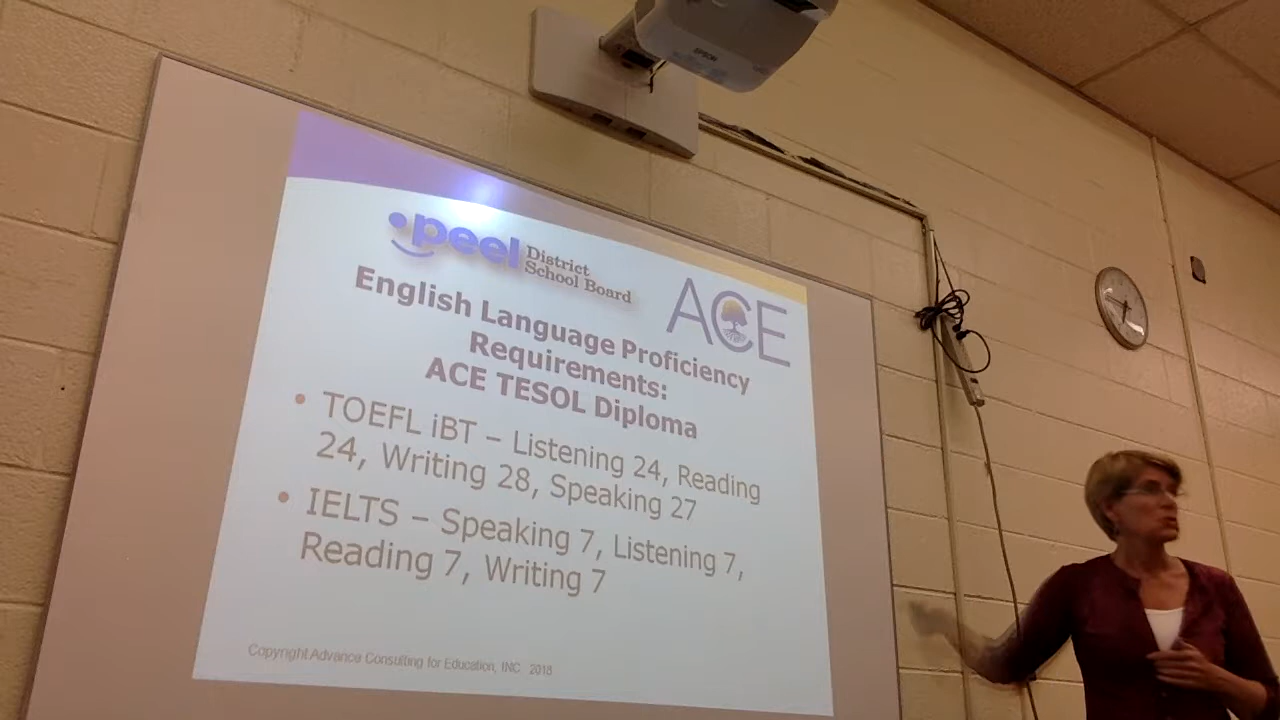 EPSON
peel
District
School Board
ACE
English Language Proficiency
Requirements:
ACE TESOL Diploma
• TOEFL iBT – Listening 24, Reading
24, Writing 28, Speaking 27
• IELTS – Speaking 7, Listening 7,
Reading 7, Writing 7
Copyright Advance Consulting for Education, INC 2018